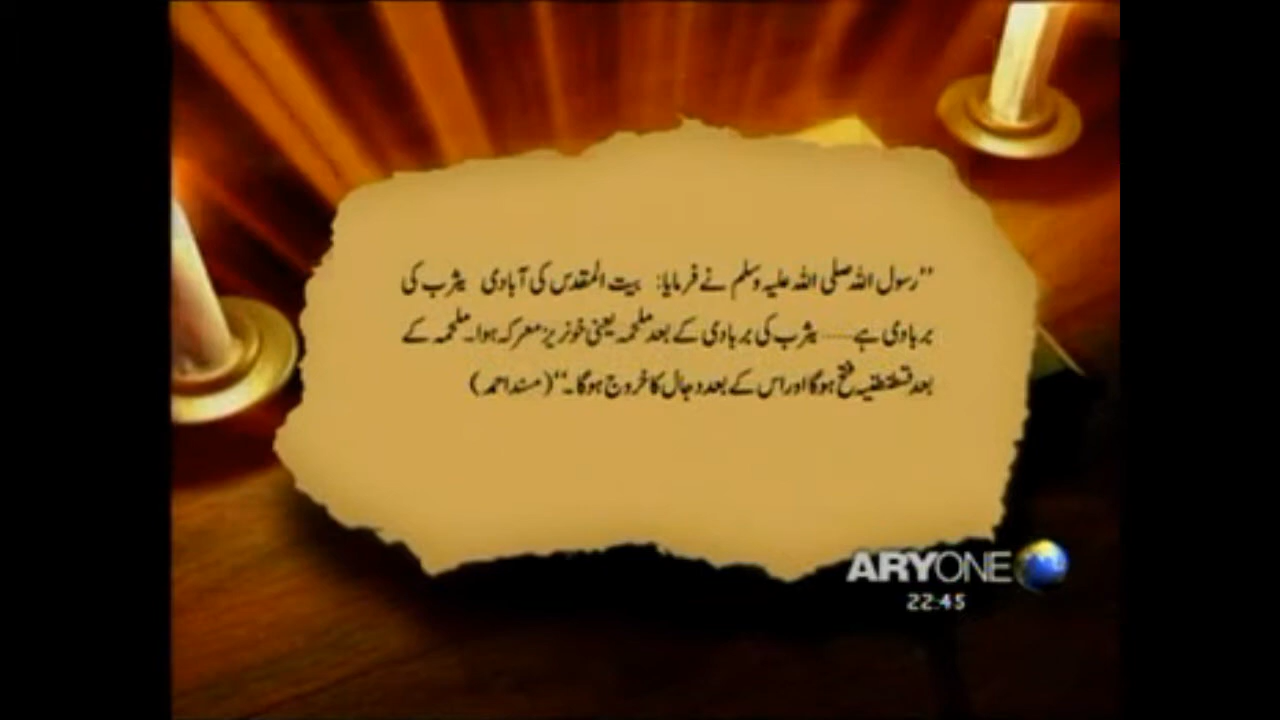 "رسول اللہ صلی اللہ علیہ وسلم نے فرمایا: بیت المقدس کی آبادی یثرب کی
بربادی ہے……یثرب کی بربادی کے بعد ملحمہ یعنی خونریز معرکہ ہوا۔ ملحمہ کے
بعد قسطنطنیہ فتح ہوگا اور اس کے بعد دجال کا خروج ہوگا۔" (مسند احمد)
ARYONE
22:45